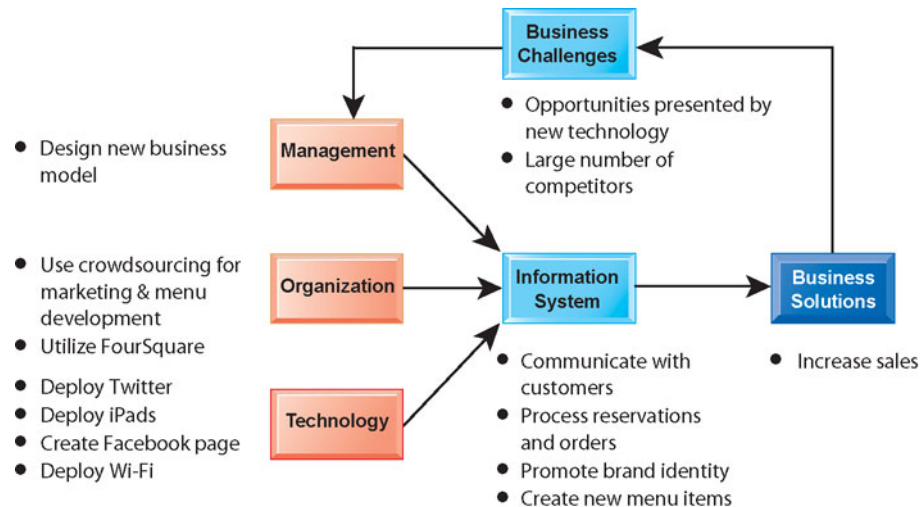 Business
Challenges
● Opportunities presented by
new technology
● Large number of
competitors
● Design new business
model
Management
● Use crowdsourcing for
marketing & menu
development
● Utilize FourSquare
Organization
Information
System
Business
Solutions
● Deploy Twitter
● Deploy iPads
● Create Facebook page
● Deploy Wi-Fi
Technology
● Communicate with
customers
● Process reservations
and orders
● Promote brand identity
● Create new menu items
● Increase sales